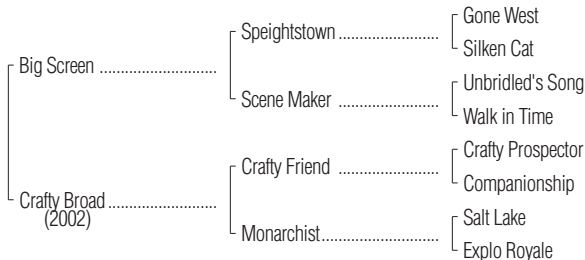 Gone West
Speightstown
Silken Cat
Big Screen
Unbridled's Song
Scene Maker
Walk in Time
Crafty Prospector
Crafty Friend
Companionship
Crafty Broad
(2002)
Salt Lake
Monarchist
Explo Royale